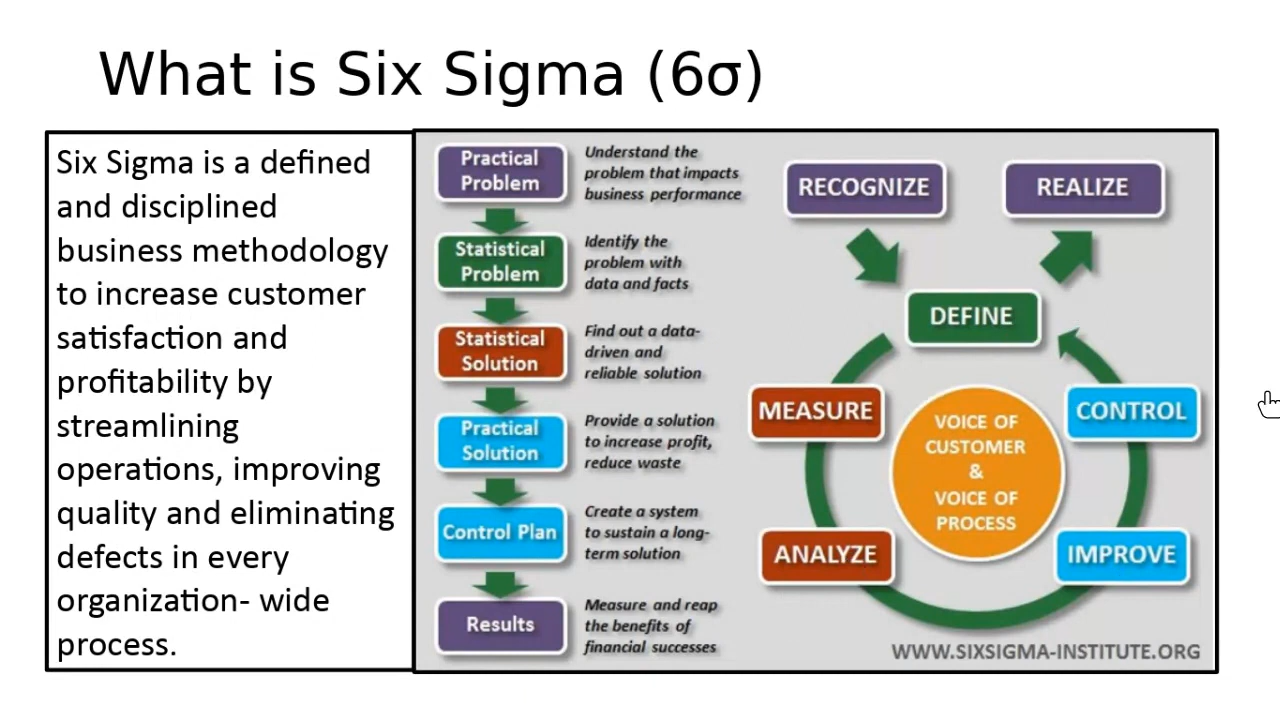 What is Six Sigma (6σ)
Six Sigma is a defined
and disciplined
business methodology
to increase customer
satisfaction and
profitability by
streamlining
operations, improving
quality and eliminating
defects in every
organization- wide
process.
Practical
Problem
Understand the
problem that impacts
business performance
Statistical
Problem
Identify the
problem with
data and facts
Statistical
Solution
Find out a data-
driven and
reliable solution
Practical
Solution
Provide a solution
to increase profit,
reduce waste
Control Plan
Create a system
to sustain a long-
term solution
Results
Measure and reap
the benefits of
financial successes
RECOGNIZE
REALIZE
DEFINE
MEASURE
CONTROL
VOICE OF
CUSTOMER
&
VOICE OF
PROCESS
ANALYZE
IMPROVE
WWW.SIXSIGMA-INSTITUTE.ORG